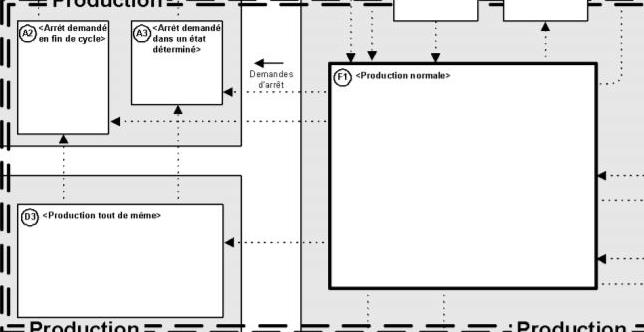 Production
A2 <Arrêt demandé
en fin de cycle>
A3 <Arrêt demandé
dans un état
déterminé>
Demandes
d'arrêt
F1 <Production normale>
D3 <Production tout de même>
Production
Production